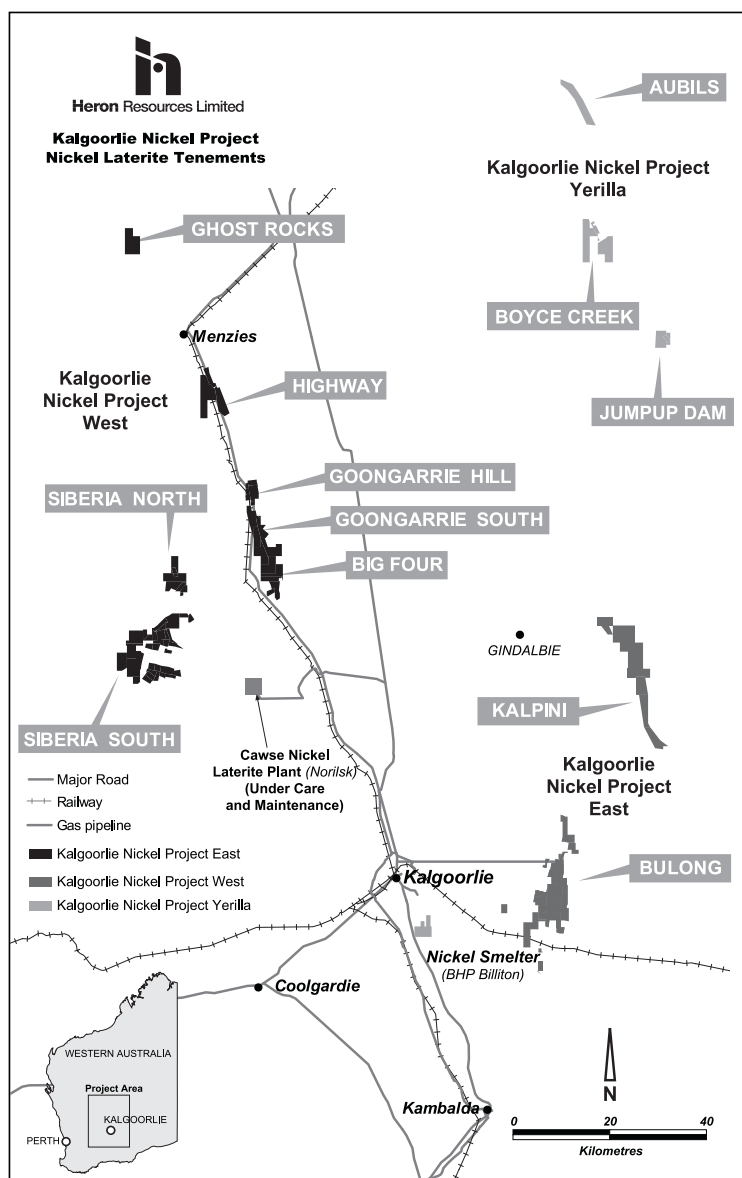 Heron Resources Limited
Kalgoorlie Nickel Project
Nickel Laterite Tenements
AUBILS
Kalgoorlie Nickel Project
Yerilla
GHOST ROCKS
BOYCE CREEK
Menzies
JUMPUP DAM
Kalgoorlie
Nickel Project
West
HIGHWAY
GOONGARRIE HILL
SIBERIA NORTH
GOONGARRIE SOUTH
BIG FOUR
GINDALBIE
KALPINI
SIBERIA SOUTH
Cawse Nickel
Laterite Plant (Norilsk)
(Under Care
and Maintenance)
Kalgoorlie
Nickel Project
East
Major Road
Railway
Gas pipeline
Kalgoorlie Nickel Project East
Kalgoorlie Nickel Project West
Kalgoorlie Nickel Project Yerilla
BULONG
Kalgoorlie
Nickel Smelter
(BHP Billiton)
Coolgardie
WESTERN AUSTRALIA
Project Area
KALGOORLIE
PERTH
Kambalda
N
0 20 40
Kilometres